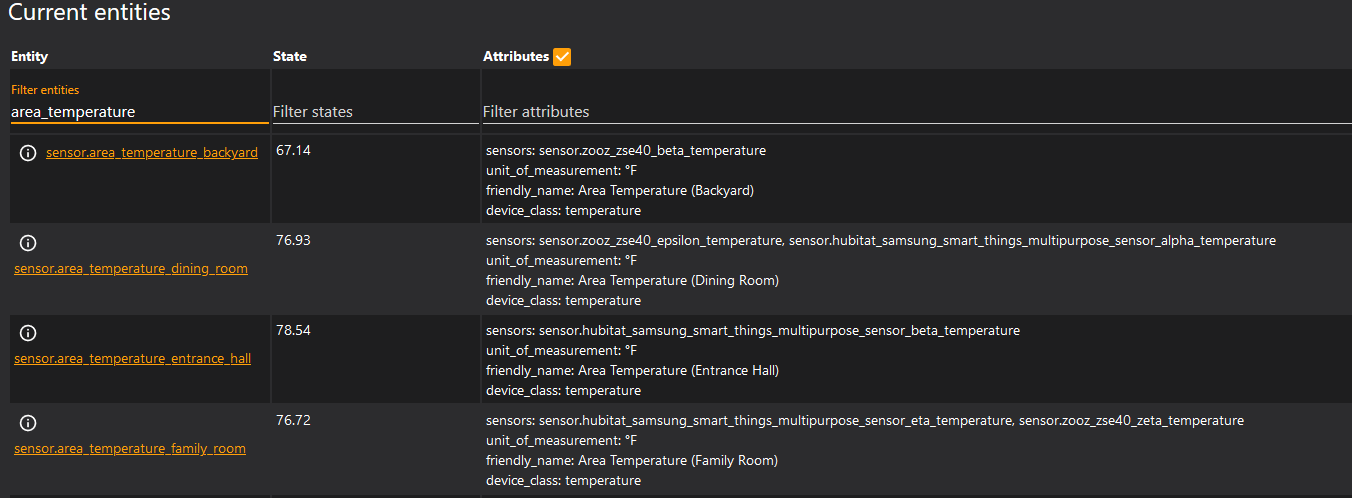 Current entities
Entity State Attributes
Filter entities
area_temperature Filter states Filter attributes
sensor.area_temperature_backyard 67.14 sensors: sensor.zooz_zse40_beta_temperature
unit_of_measurement: °F
friendly_name: Area Temperature (Backyard)
device_class: temperature
76.93 sensors: sensor.zooz_zse40_epsilon_temperature, sensor.hubitat_samsung_smart_things_multipurpose_sensor_alpha_temperature
unit_of_measurement: °F
sensor.area_temperature_dining_room
friendly_name: Area Temperature (Dining Room)
device_class: temperature
78.54 sensors: sensor.hubitat_samsung_smart_things_multipurpose_sensor_beta_temperature
unit_of_measurement: °F
sensor.area_temperature_entrance_hall
friendly_name: Area Temperature (Entrance Hall)
device_class: temperature
76.72 sensors: sensor.hubitat_samsung_smart_things_multipurpose_sensor_eta_temperature, sensor.zooz_zse40_zeta_temperature
unit_of_measurement: °F
sensor.area_temperature_family_room
friendly_name: Area Temperature (Family Room)
device_class: temperature